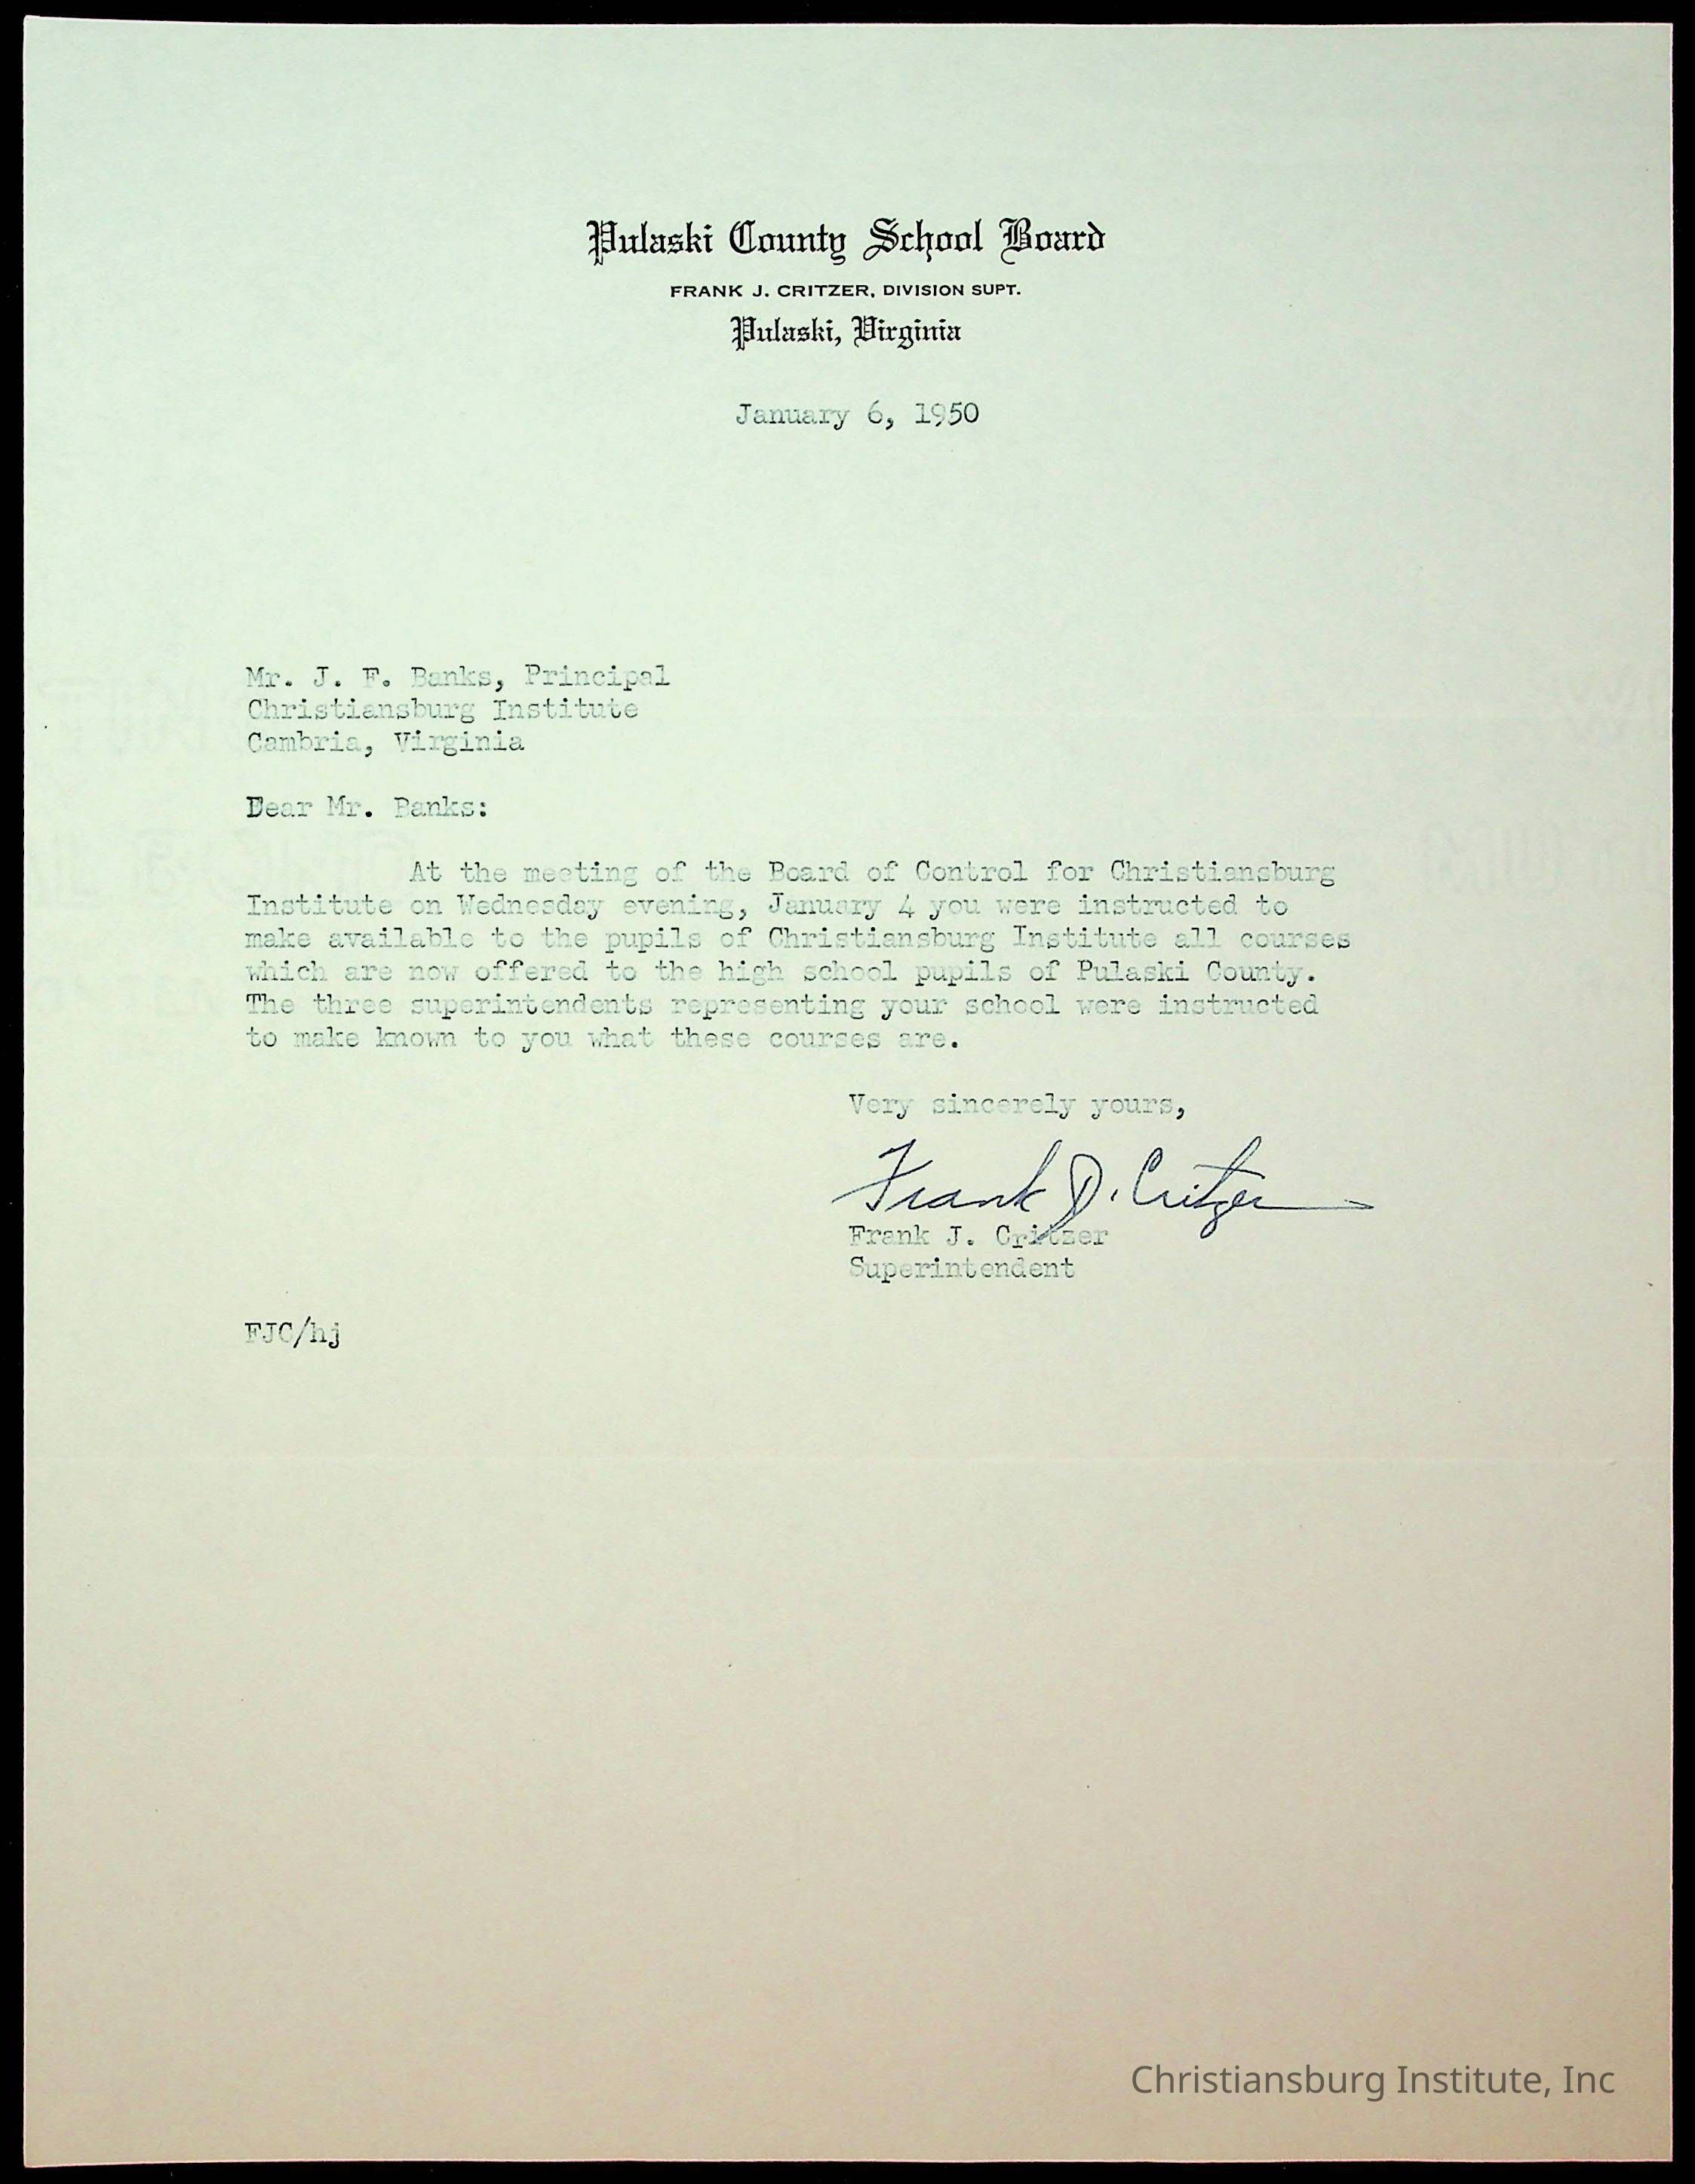 Pulaski County School Board
FRANK J. CRITZER, DIVISION SUPT.
Pulaski, Virginia
January 6, 1950
Mr. J. F. Banks, Principal
Christiansburg Institute
Cambria, Virginia
Dear Mr. Banks:
At the meeting of the Board of Control for Christiansburg
Institute on Wednesday evening, January 4 you were instructed to
make available to the pupils of Christiansburg Institute all courses
which are now offered to the high school pupils of Pulaski County.
The three superintendents representing your school were instructed
to make known to you what these courses are.
Very sincerely yours,
Frank J. Critzer
Frank J. Critzer
Superintendent
FJC/hj
Christiansburg Institute, Inc